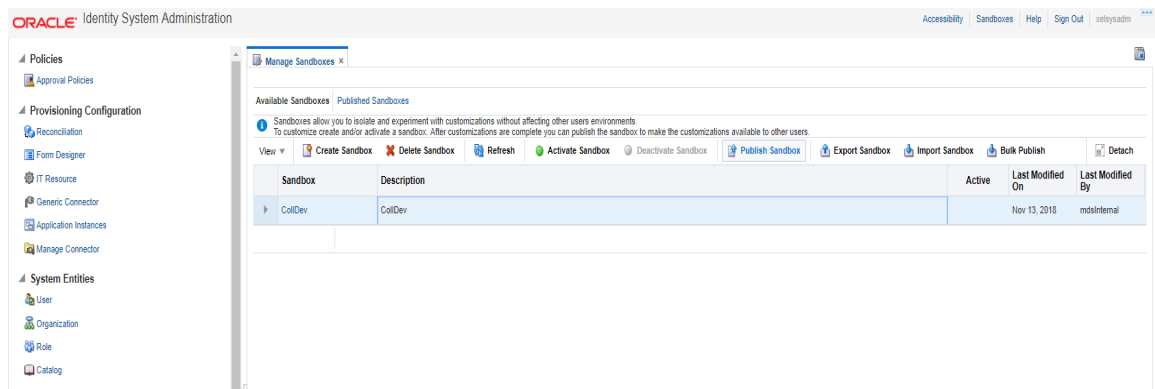 ORACLE Identity System Administration
Accessibility Sandboxes Help Sign Out xelsysadm
Policies
Approval Policies
Provisioning Configuration
Reconciliation
Form Designer
IT Resource
Generic Connector
Application Instances
Manage Connector
System Entities
User
Organization
Role
Catalog
Manage Sandboxes ×
Available Sandboxes Published Sandboxes
Sandboxes allow you to isolate and experiment with customizations without affecting other users environments.
To customize create and/or activate a sandbox. After customizations are complete you can publish the sandbox to make the customizations available to other users.
View Create Sandbox Delete Sandbox Refresh Activate Sandbox Deactivate Sandbox Publish Sandbox Export Sandbox Import Sandbox Bulk Publish Detach
Sandbox Description Active Last Modified On Last Modified By
CollDev CollDev Nov 13, 2018 mdsInternal